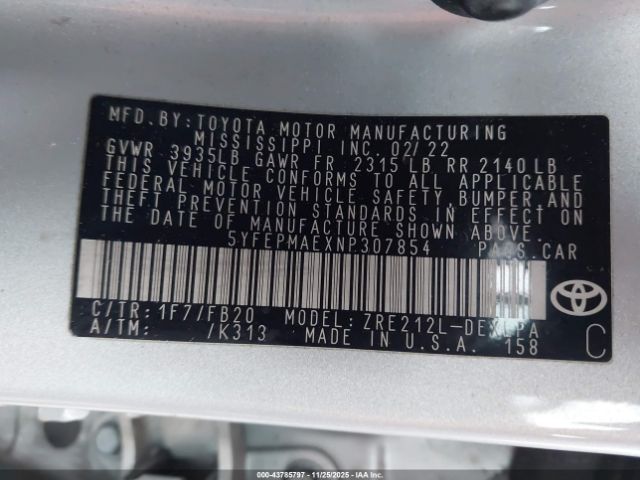 MFD. BY: TOYOTA MOTOR MANUFACTURING
MISSISSIPPI INC. 02/22
GVWR 3935LB GAWR FR 2315 LB RR 2140 LB
THIS VEHICLE CONFORMS TO ALL APPLICABLE
FEDERAL MOTOR VEHICLE SAFETY, BUMPER, AND
THEFT PREVENTION STANDARDS IN EFFECT ON
THE DATE OF MANUFACTURE SHOWN ABOVE.
5YFEPMAEXNP307854 PASS. CAR
C/TR: 1F7/FB20 MODEL: ZRE212L-DEXLPA
A/TM: /K313 MADE IN U.S.A. 158
C
000-43785797 - 11/25/2025 - IAAI.COM